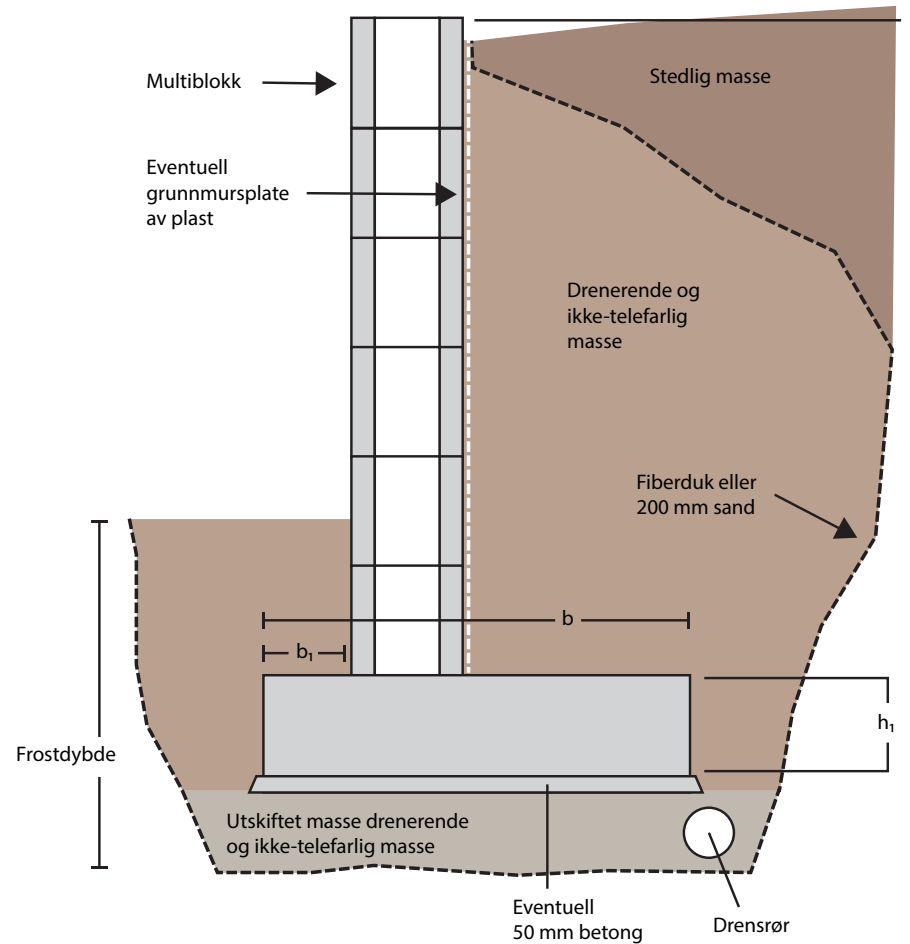 Stedlig masse
Multiblokk
Eventuell
grunnmursplate
av plast
Drenerende og
ikke-telefarlig
masse
Fiberduk eller
200 mm sand
b
b₁
h₁
Frostdybde
Utskiftet masse drenerende
og ikke-telefarlig masse
Eventuell
50 mm betong
Drensrør